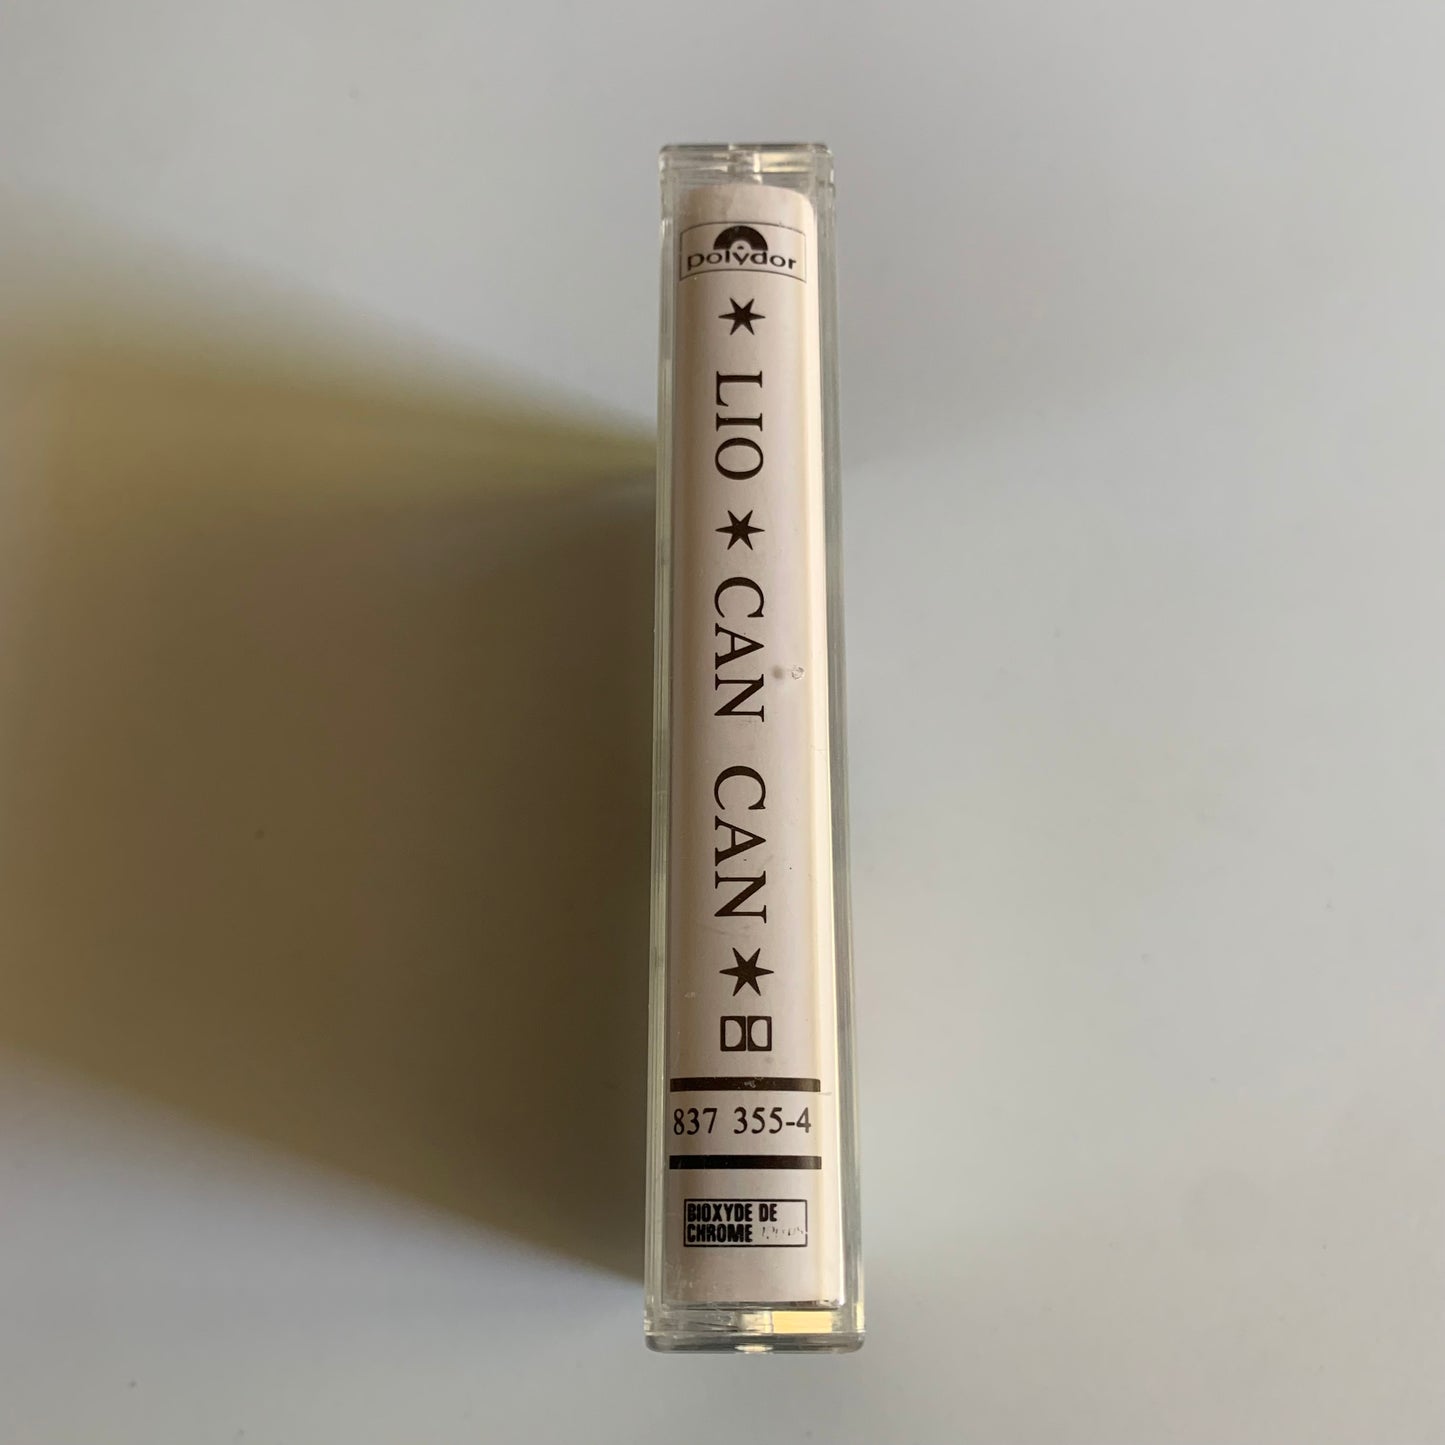 polydor
★ LIO ★ CAN CAN ★
837 355-4
BIOXYDE DE
CHROME